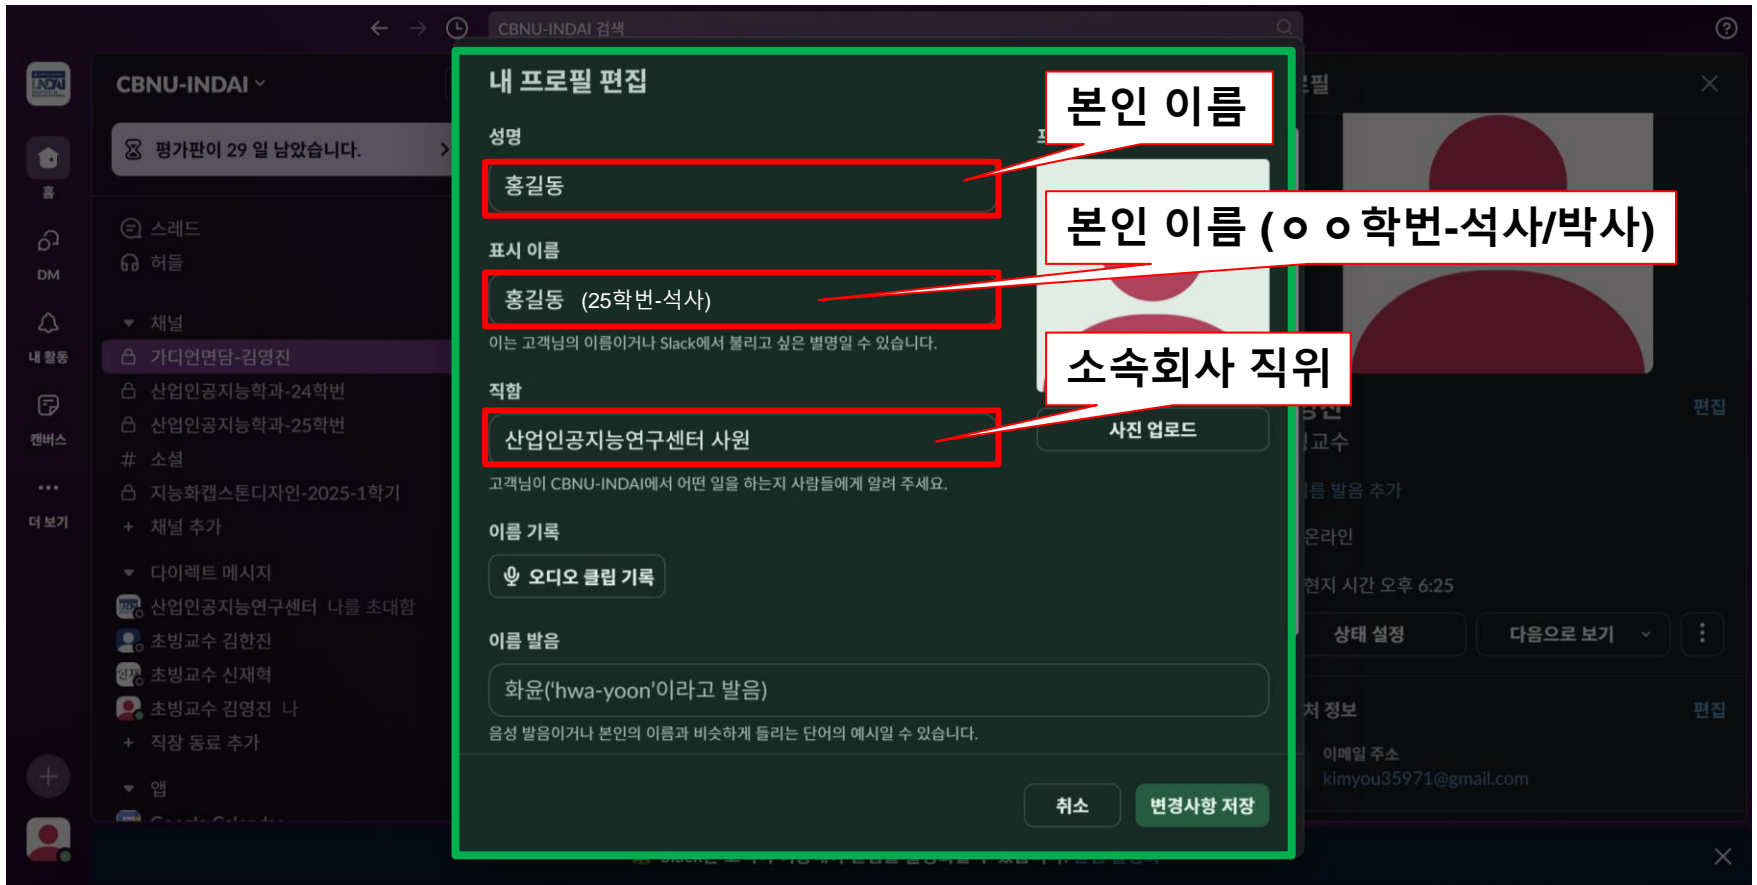 CBNU-INDAI 검색
CBNU-INDAI
평가판이 29 일 남았습니다.
홈
DM
내 활동
캔버스
더 보기
스레드
허들
채널
가디언면담-김영진
산업인공지능학과-24학번
산업인공지능학과-25학번
# 소셜
지능화캡스톤디자인-2025-1학기
+ 채널 추가
다이렉트 메시지
산업인공지능연구센터 나를 초대함
초빙교수 김한진
초빙교수 신재혁
초빙교수 김영진 나
+ 직장 동료 추가
앱
내 프로필 편집
성명
홍길동
본인 이름
표시 이름
홍길동 (25학번-석사)
본인 이름 (ㅇㅇ학번-석사/박사)
이는 고객님의 이름이거나 Slack에서 불리고 싶은 별명일 수 있습니다.
직함
산업인공지능연구센터 사원
소속회사 직위
고객님이 CBNU-INDAI에서 어떤 일을 하는지 사람들에게 알려 주세요.
사진 업로드
이름 기록
오디오 클립 기록
이름 발음
화윤('hwa-yoon'이라고 발음)
음성 발음이거나 본인의 이름과 비슷하게 들리는 단어의 예시일 수 있습니다.
취소
변경사항 저장
필
편집
교수
름 발음 추가
온라인
현지 시간 오후 6:25
상태 설정
다음으로 보기
처 정보
편집
이메일 주소
kimyou35971@gmail.com